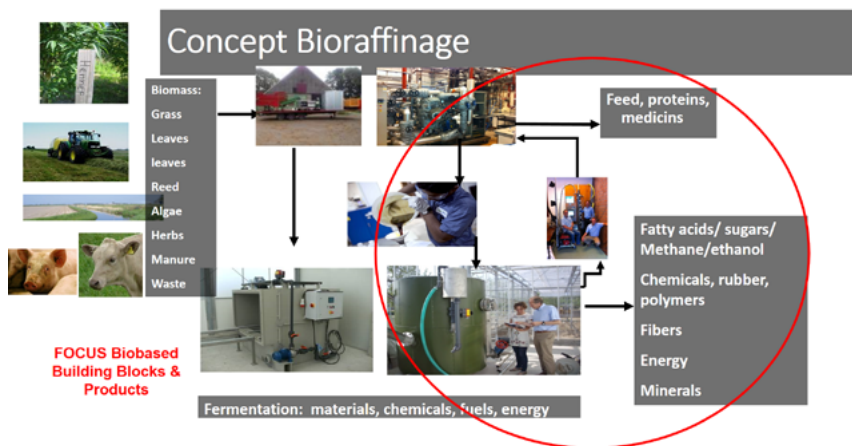 Concept Bioraffinage
Biomass:
Grass
Leaves
leaves
Reed
Algae
Herbs
Manure
Waste
Feed, proteins,
medicins
Fatty acids/ sugars/
Methane/ethanol
Chemicals, rubber,
polymers
Fibers
Energy
Minerals
FOCUS Biobased
Building Blocks &
Products
Fermentation: materials, chemicals, fuels, energy